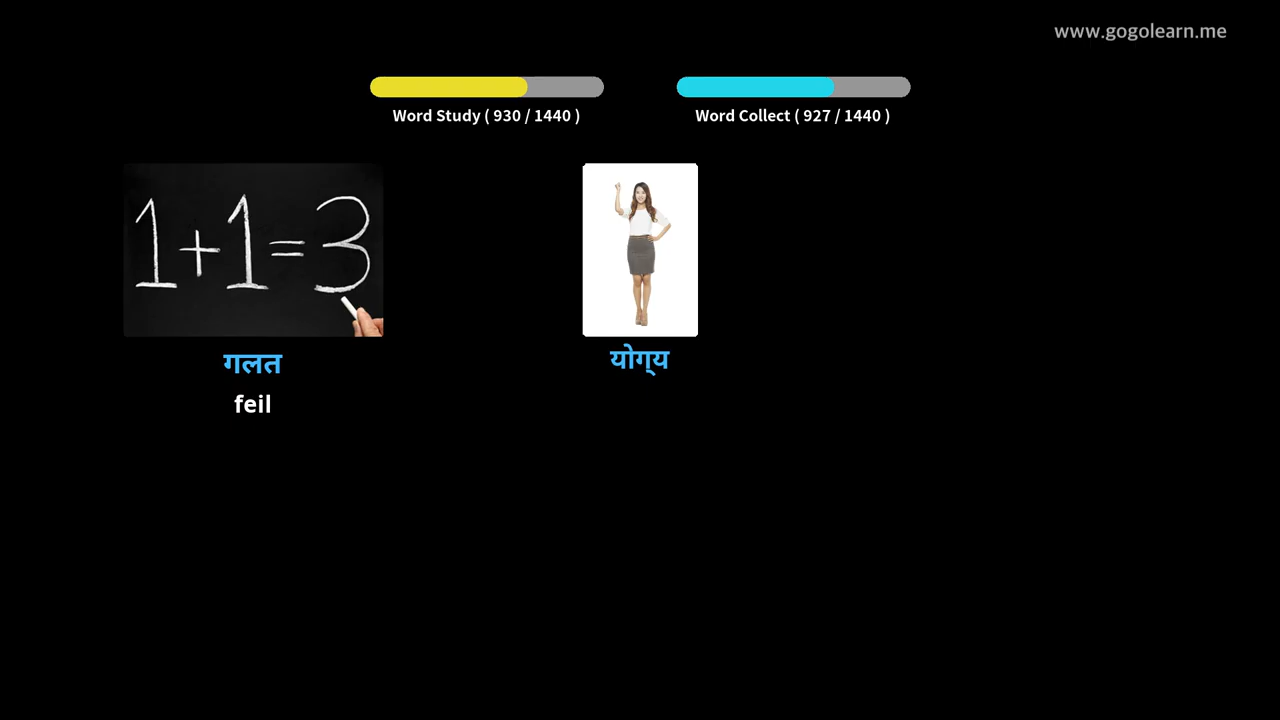 www.gogolearn.me
Word Study ( 930 / 1440 )
Word Collect ( 927 / 1440 )
1+1=3
गलत
feil
योग्य